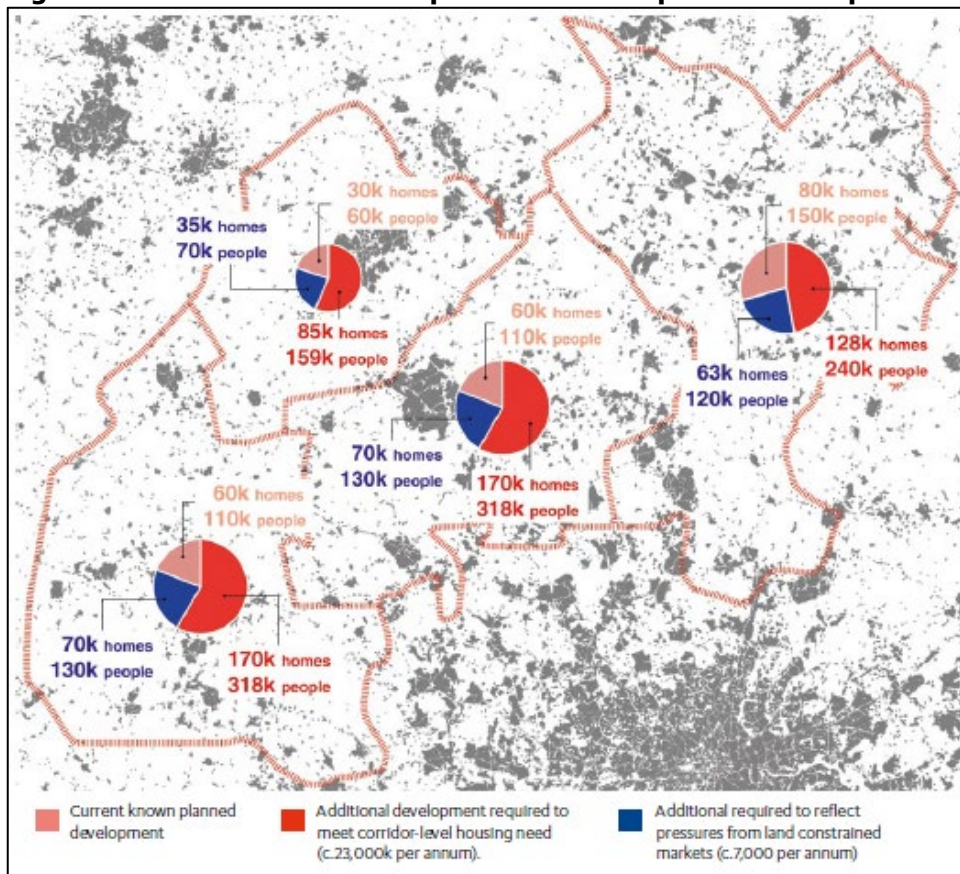 30k homes
60k people
35k homes
70k people
85k homes
159k people
80k homes
150k people
63k homes
120k people
128k homes
240k people
60k homes
110k people
70k homes
130k people
170k homes
318k people
60k homes
110k people
70k homes
130k people
170k homes
318k people
Current known planned
development
Additional development required to
meet corridor-level housing need
(c.23,000k per annum).
Additional required to reflect
pressures from land constrained
markets (c.7,000 per annum)